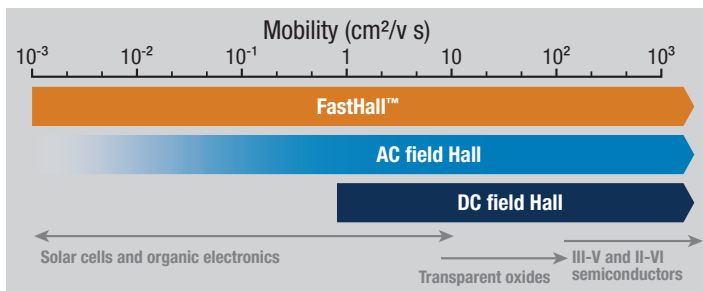 Mobility (cm²/v s)
10⁻³ 10⁻² 10⁻¹ 1 10 10² 10³
FastHall™
AC field Hall
DC field Hall
Solar cells and organic electronics
Transparent oxides
III-V and II-VI
semiconductors